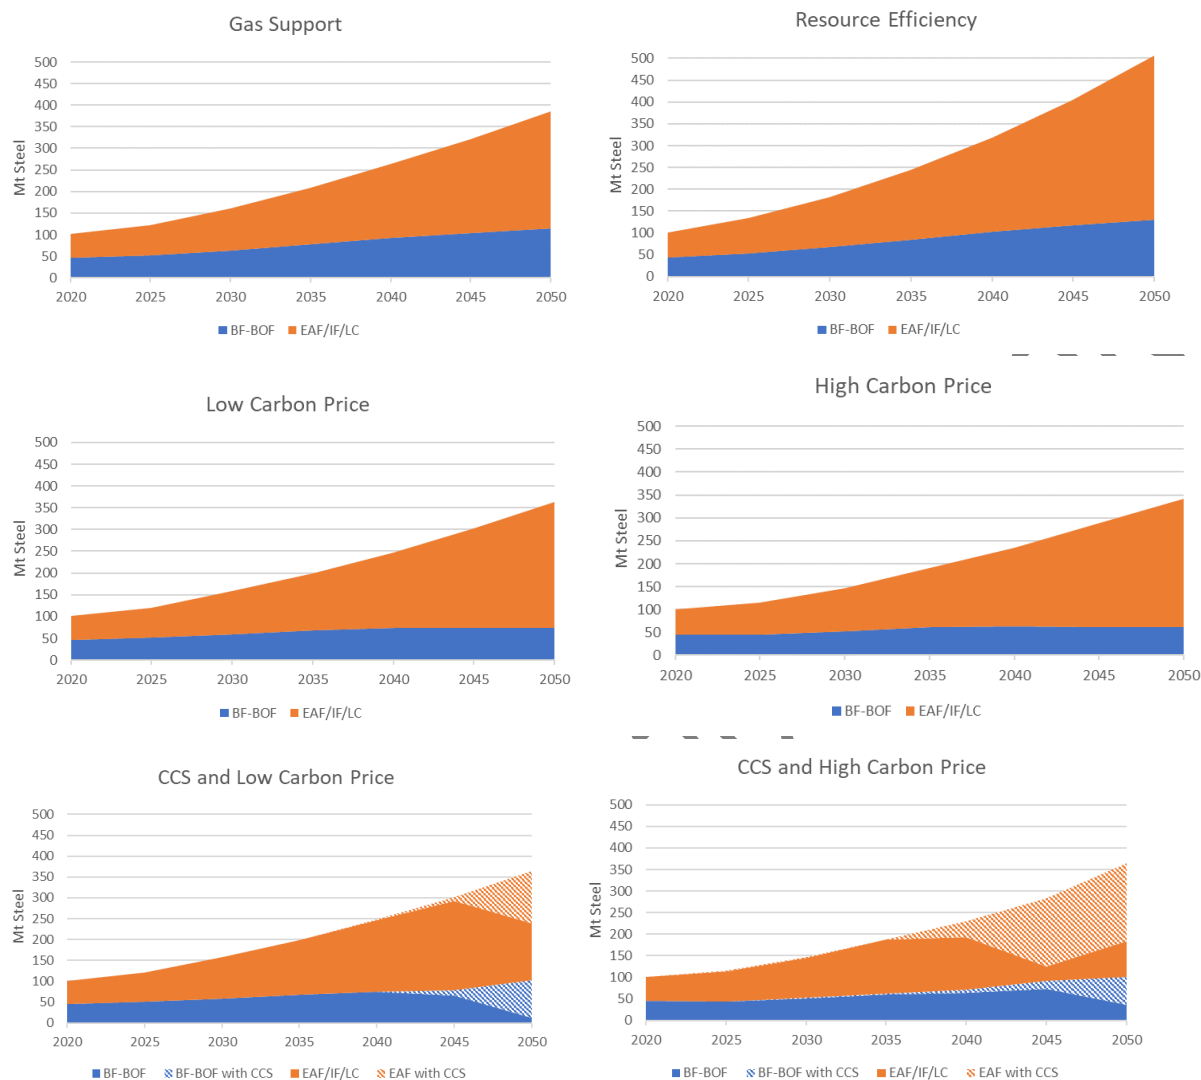 Gas Support
500
450
400
350
300
250
200
150
100
50
0
Mt Steel
2020 2025 2030 2035 2040 2045 2050
BF-BOF EAF/IF/LC
Resource Efficiency
500
450
400
350
300
250
200
150
100
50
0
Mt Steel
2020 2025 2030 2035 2040 2045 2050
BF-BOF EAF/IF/LC
Low Carbon Price
500
450
400
350
300
250
200
150
100
50
0
Mt Steel
2020 2025 2030 2035 2040 2045 2050
BF-BOF EAF/IF/LC
High Carbon Price
500
450
400
350
300
250
200
150
100
50
0
Mt Steel
2020 2025 2030 2035 2040 2045 2050
BF-BOF EAF/IF/LC
CCS and Low Carbon Price
500
450
400
350
300
250
200
150
100
50
0
Mt Steel
2020 2025 2030 2035 2040 2045 2050
BF-BOF BF-BOF with CCS EAF/IF/LC EAF with CCS
CCS and High Carbon Price
500
450
400
350
300
250
200
150
100
50
0
Mt Steel
2020 2025 2030 2035 2040 2045 2050
BF-BOF BF-BOF with CCS EAF/IF/LC EAF with CCS